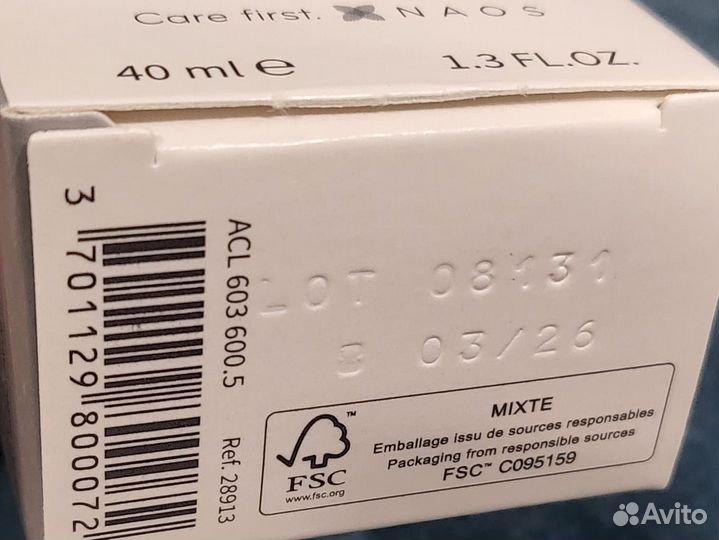 Care first. NAOS
40 ml e 1.3 FL.OZ.
3 701129 800072
ACL 603 600.5
Ref. 28913
LOT 08131
03/26
MIXTE
Emballage issu de sources responsables
Packaging from responsible sources
FSC™ C095159
™
FSC
www.fsc.org
Avito